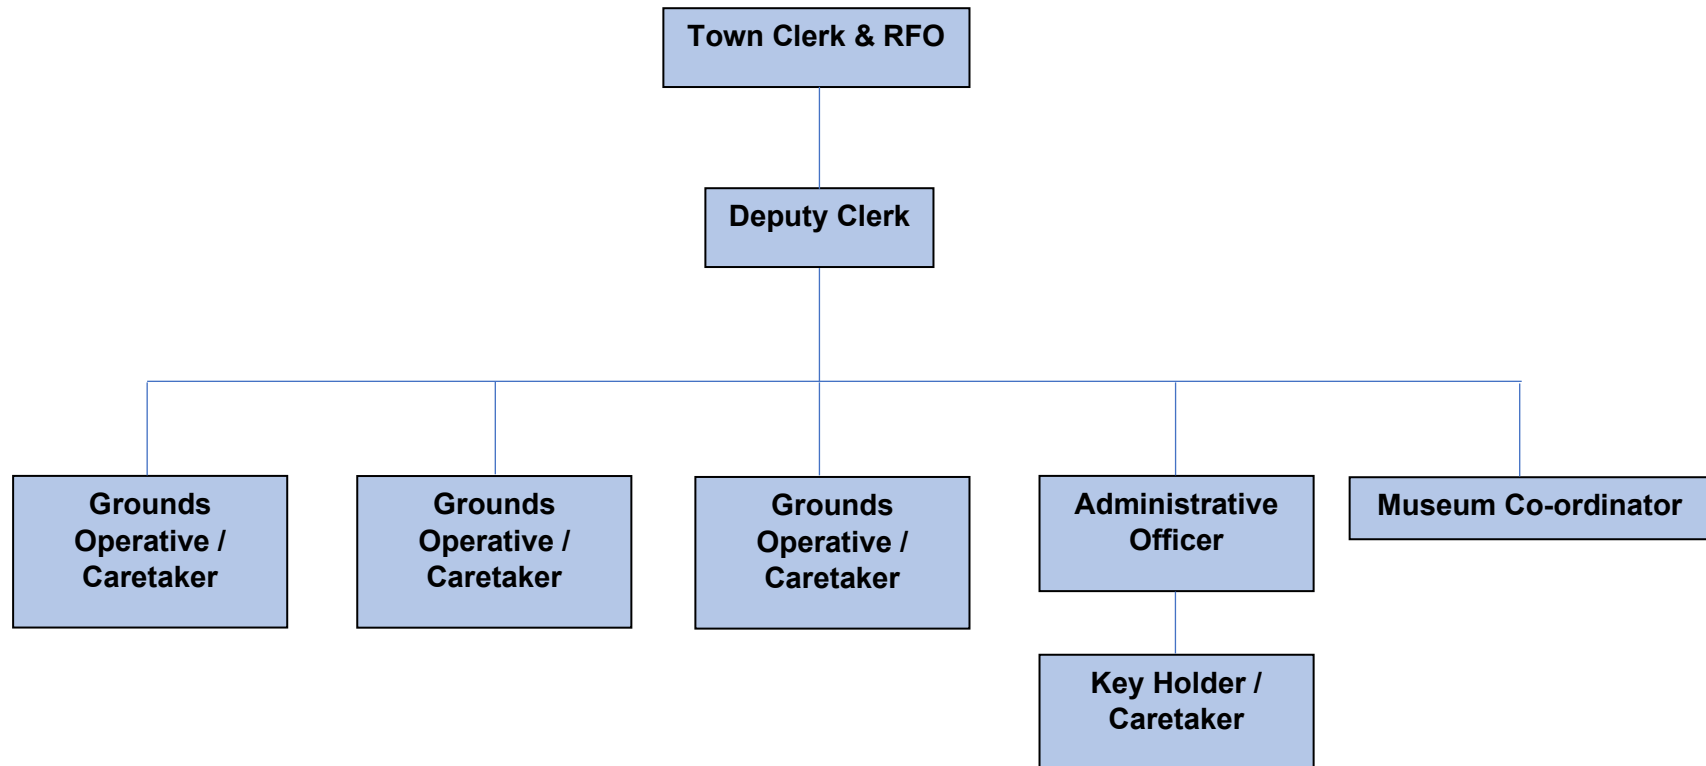 Town Clerk & RFO
Deputy Clerk
Grounds
Operative /
Caretaker
Grounds
Operative /
Caretaker
Grounds
Operative /
Caretaker
Administrative
Officer
Museum Co-ordinator
Key Holder /
Caretaker